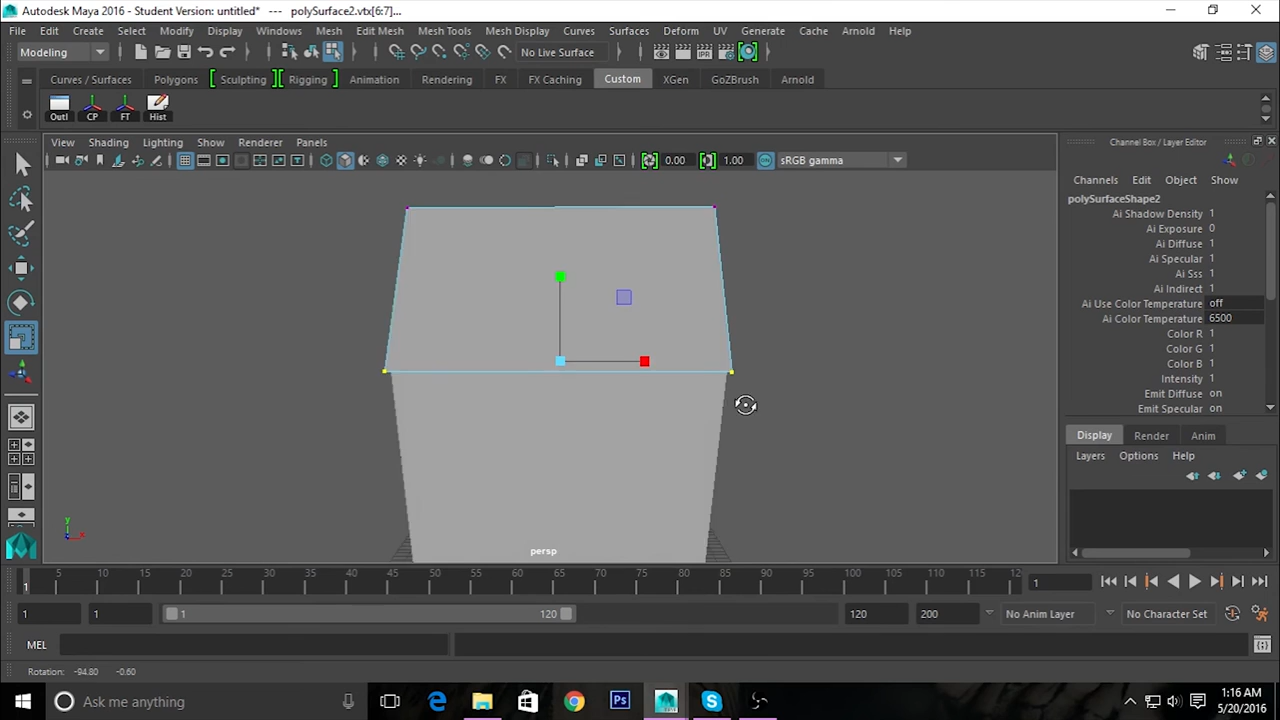 Autodesk Maya 2016 - Student Version: untitled*   ---   polySurface2.vtx[6:7]...
File Edit Create Select Modify Display Windows Mesh Edit Mesh Mesh Tools Mesh Display Curves Surfaces Deform UV Generate Cache Arnold Help
Modeling No Live Surface
Curves / Surfaces Polygons Sculpting Rigging Animation Rendering FX FX Caching Custom XGen GoZBrush Arnold
Outl CP FT Hist
View Shading Lighting Show Renderer Panels
0.00 1.00 sRGB gamma
Channel Box / Layer Editor
Channels Edit Object Show
polySurfaceShape2
Ai Shadow Density 1
Ai Exposure 0
Ai Diffuse 1
Ai Specular 1
Ai Sss 1
Ai Indirect 1
Ai Use Color Temperature off
Ai Color Temperature 6500
Color R 1
Color G 1
Color B 1
Intensity 1
Emit Diffuse on
Emit Specular on
Display Render Anim
Layers Options Help
y x
persp
5 10 15 20 25 30 35 40 45 50 55 60 65 70 75 80 85 90 95 100 105 110 115 12
1 1
1 1 1 120 120 200 No Anim Layer No Character Set
MEL
Rotation: -94.80 -0.60
Ask me anything
1:16 AM
5/20/2016